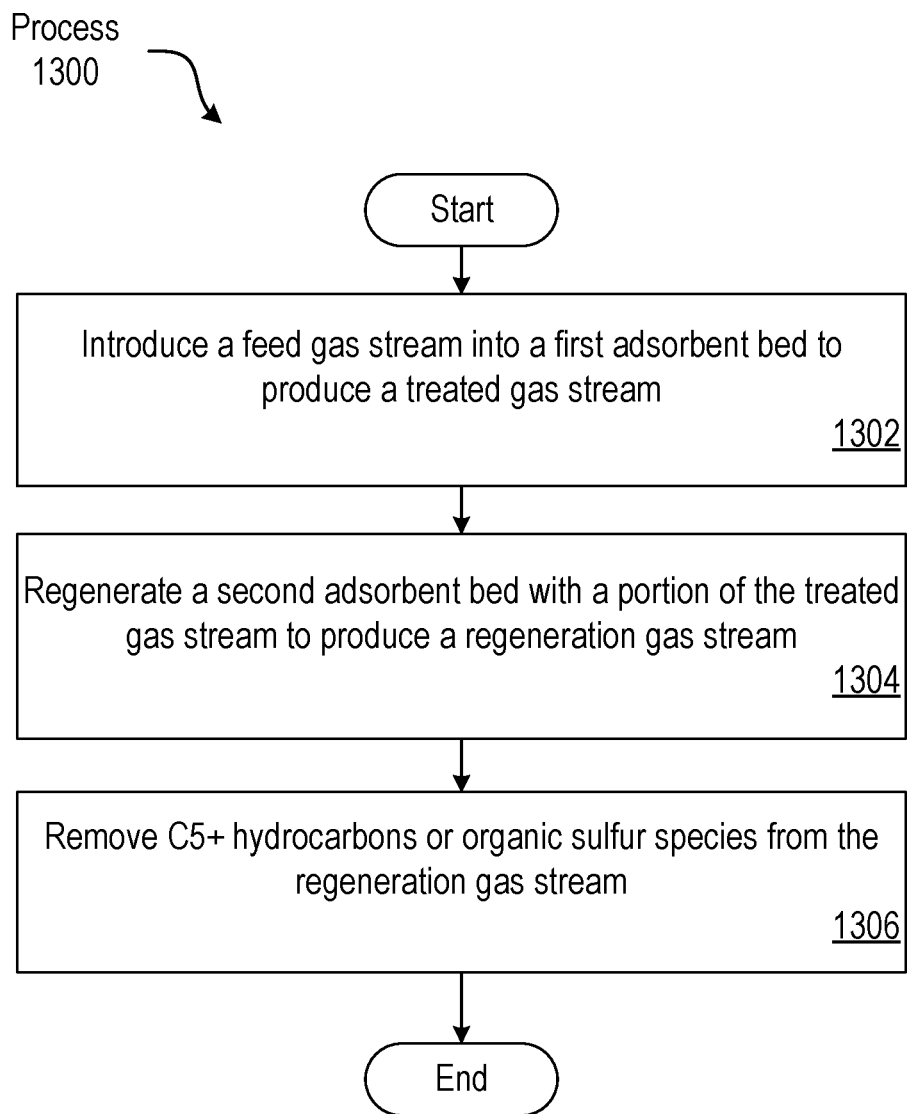 Process
1300
Start
Introduce a feed gas stream into a first adsorbent bed to
produce a treated gas stream
1302
Regenerate a second adsorbent bed with a portion of the treated
gas stream to produce a regeneration gas stream
1304
Remove C5+ hydrocarbons or organic sulfur species from the
regeneration gas stream
1306
End